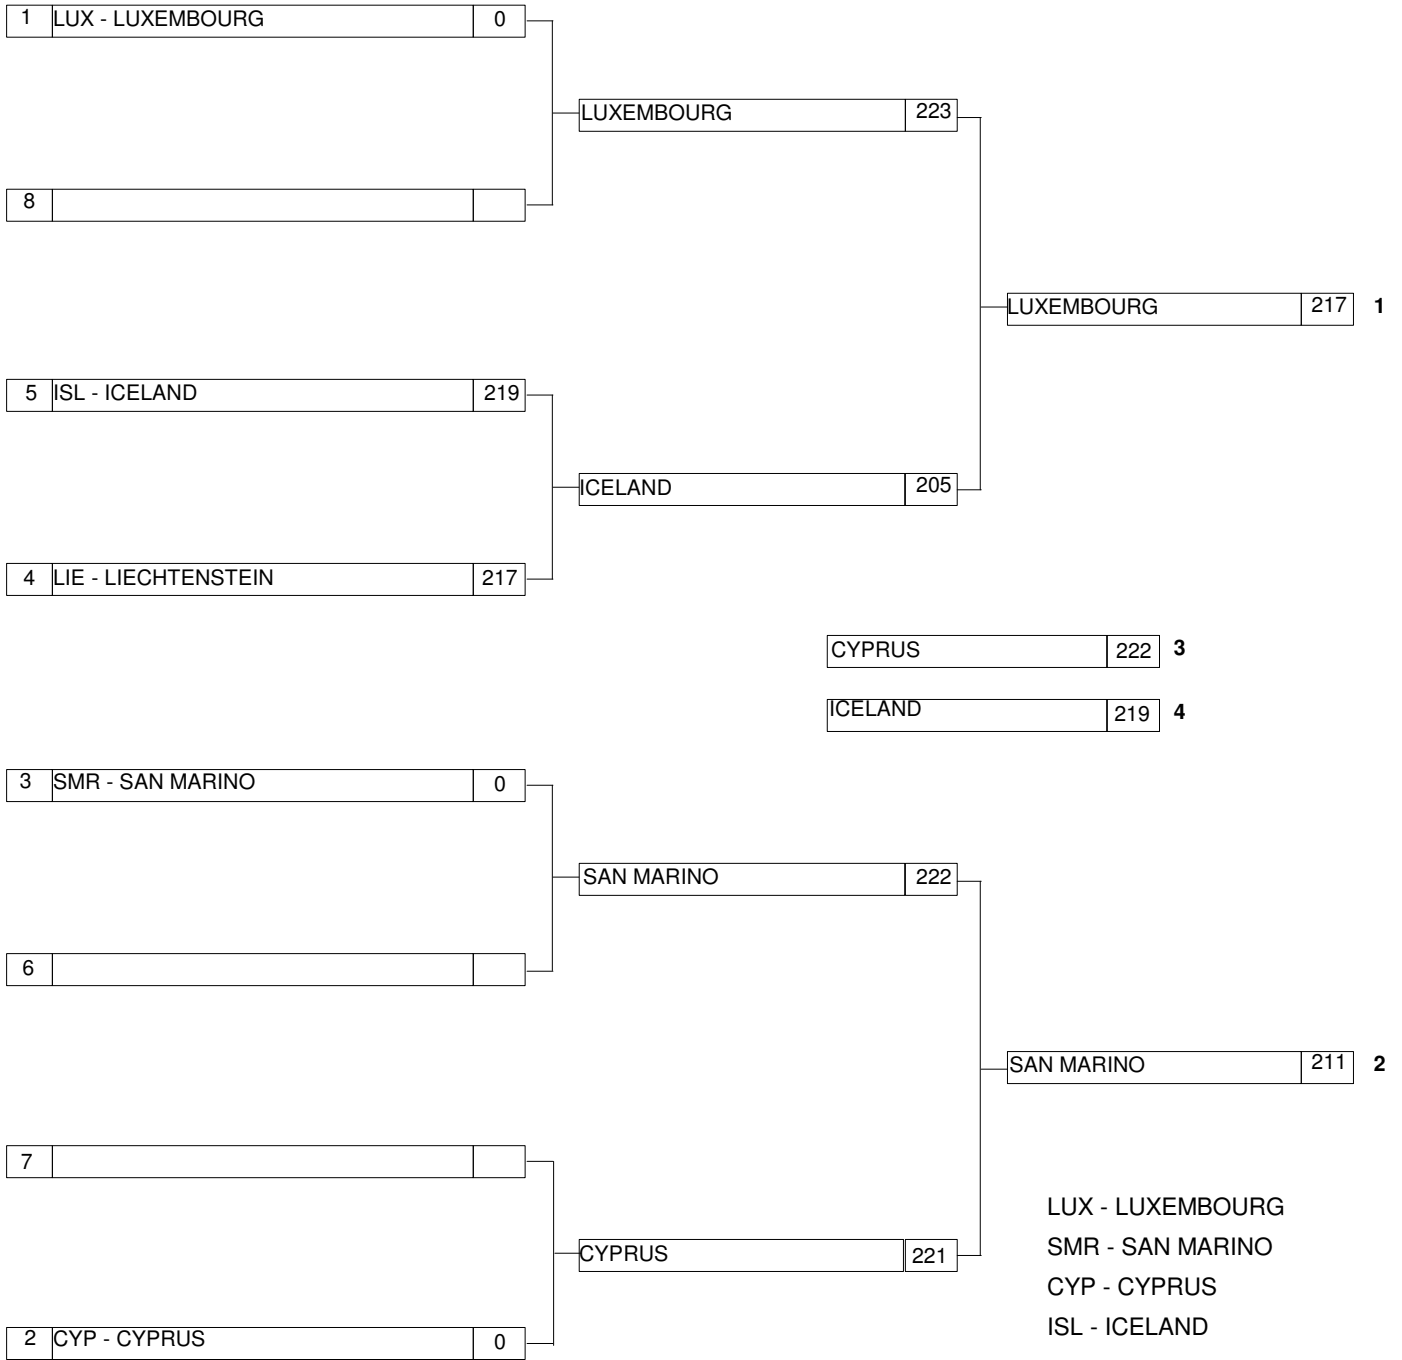 1 LUX - LUXEMBOURG 0
LUXEMBOURG 223
8
LUXEMBOURG 217 1
5 ISL - ICELAND 219
ICELAND 205
4 LIE - LIECHTENSTEIN 217
CYPRUS 222 3
ICELAND 219 4
3 SMR - SAN MARINO 0
SAN MARINO 222
6
SAN MARINO 211 2
7
LUX - LUXEMBOURG
SMR - SAN MARINO
CYPRUS 221
CYP - CYPRUS
ISL - ICELAND
2 CYP - CYPRUS 0